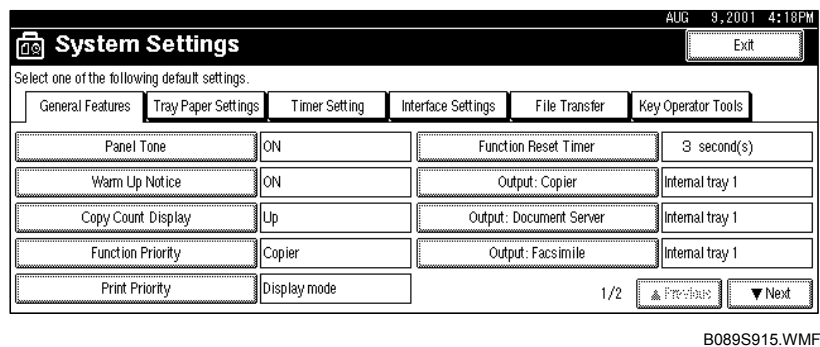 AUG 9,2001 4:18PM
System Settings
Exit
Select one of the following default settings.
General Features Tray Paper Settings Timer Setting Interface Settings File Transfer Key Operator Tools
Panel Tone ON Function Reset Timer 3 second(s)
Warm Up Notice ON Output: Copier Internal tray 1
Copy Count Display Up Output: Document Server Internal tray 1
Function Priority Copier Output: Facsimile Internal tray 1
Print Priority Display mode 1/2 ▲ Previous ▼ Next
B089S915.WMF